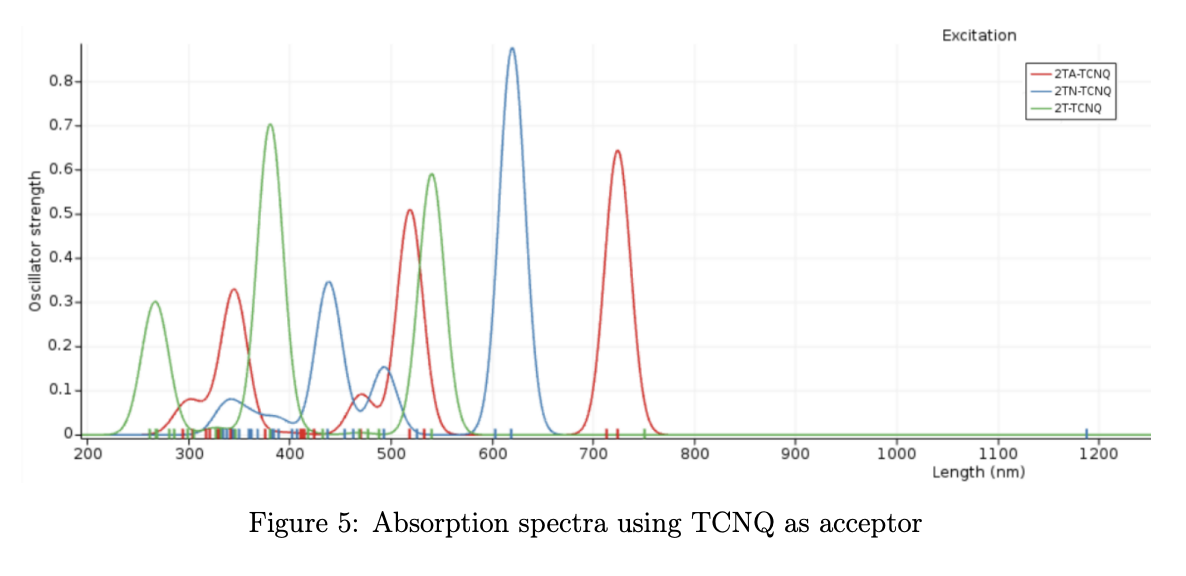 Excitation
2TA-TCNQ
2TN-TCNQ
2T-TCNQ
Oscillator strength
0.8
0.7
0.6
0.5
0.4
0.3
0.2
0.1
0
200 300 400 500 600 700 800 900 1000 1100 1200
Length (nm)
Figure 5: Absorption spectra using TCNQ as acceptor